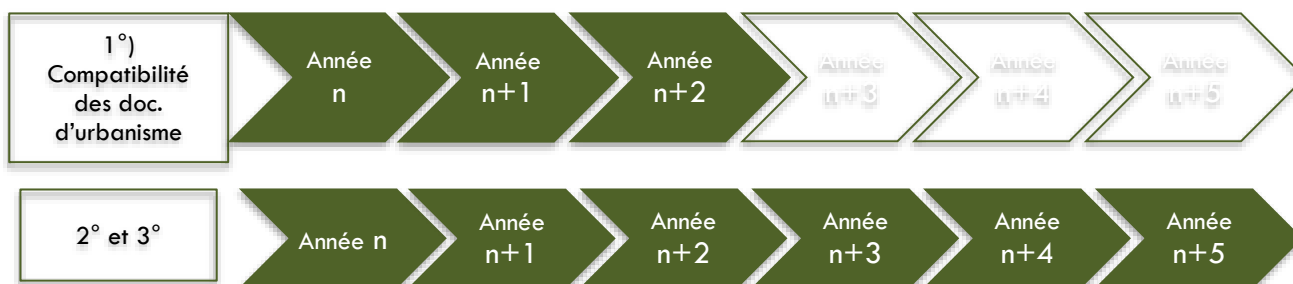 1°)
Compatibilité
des doc.
d'urbanisme
Année
n
Année
n+1
Année
n+2
Année
n+3
Année
n+4
Année
n+5
2° et 3°
Année n
Année
n+1
Année
n+2
Année
n+3
Année
n+4
Année
n+5